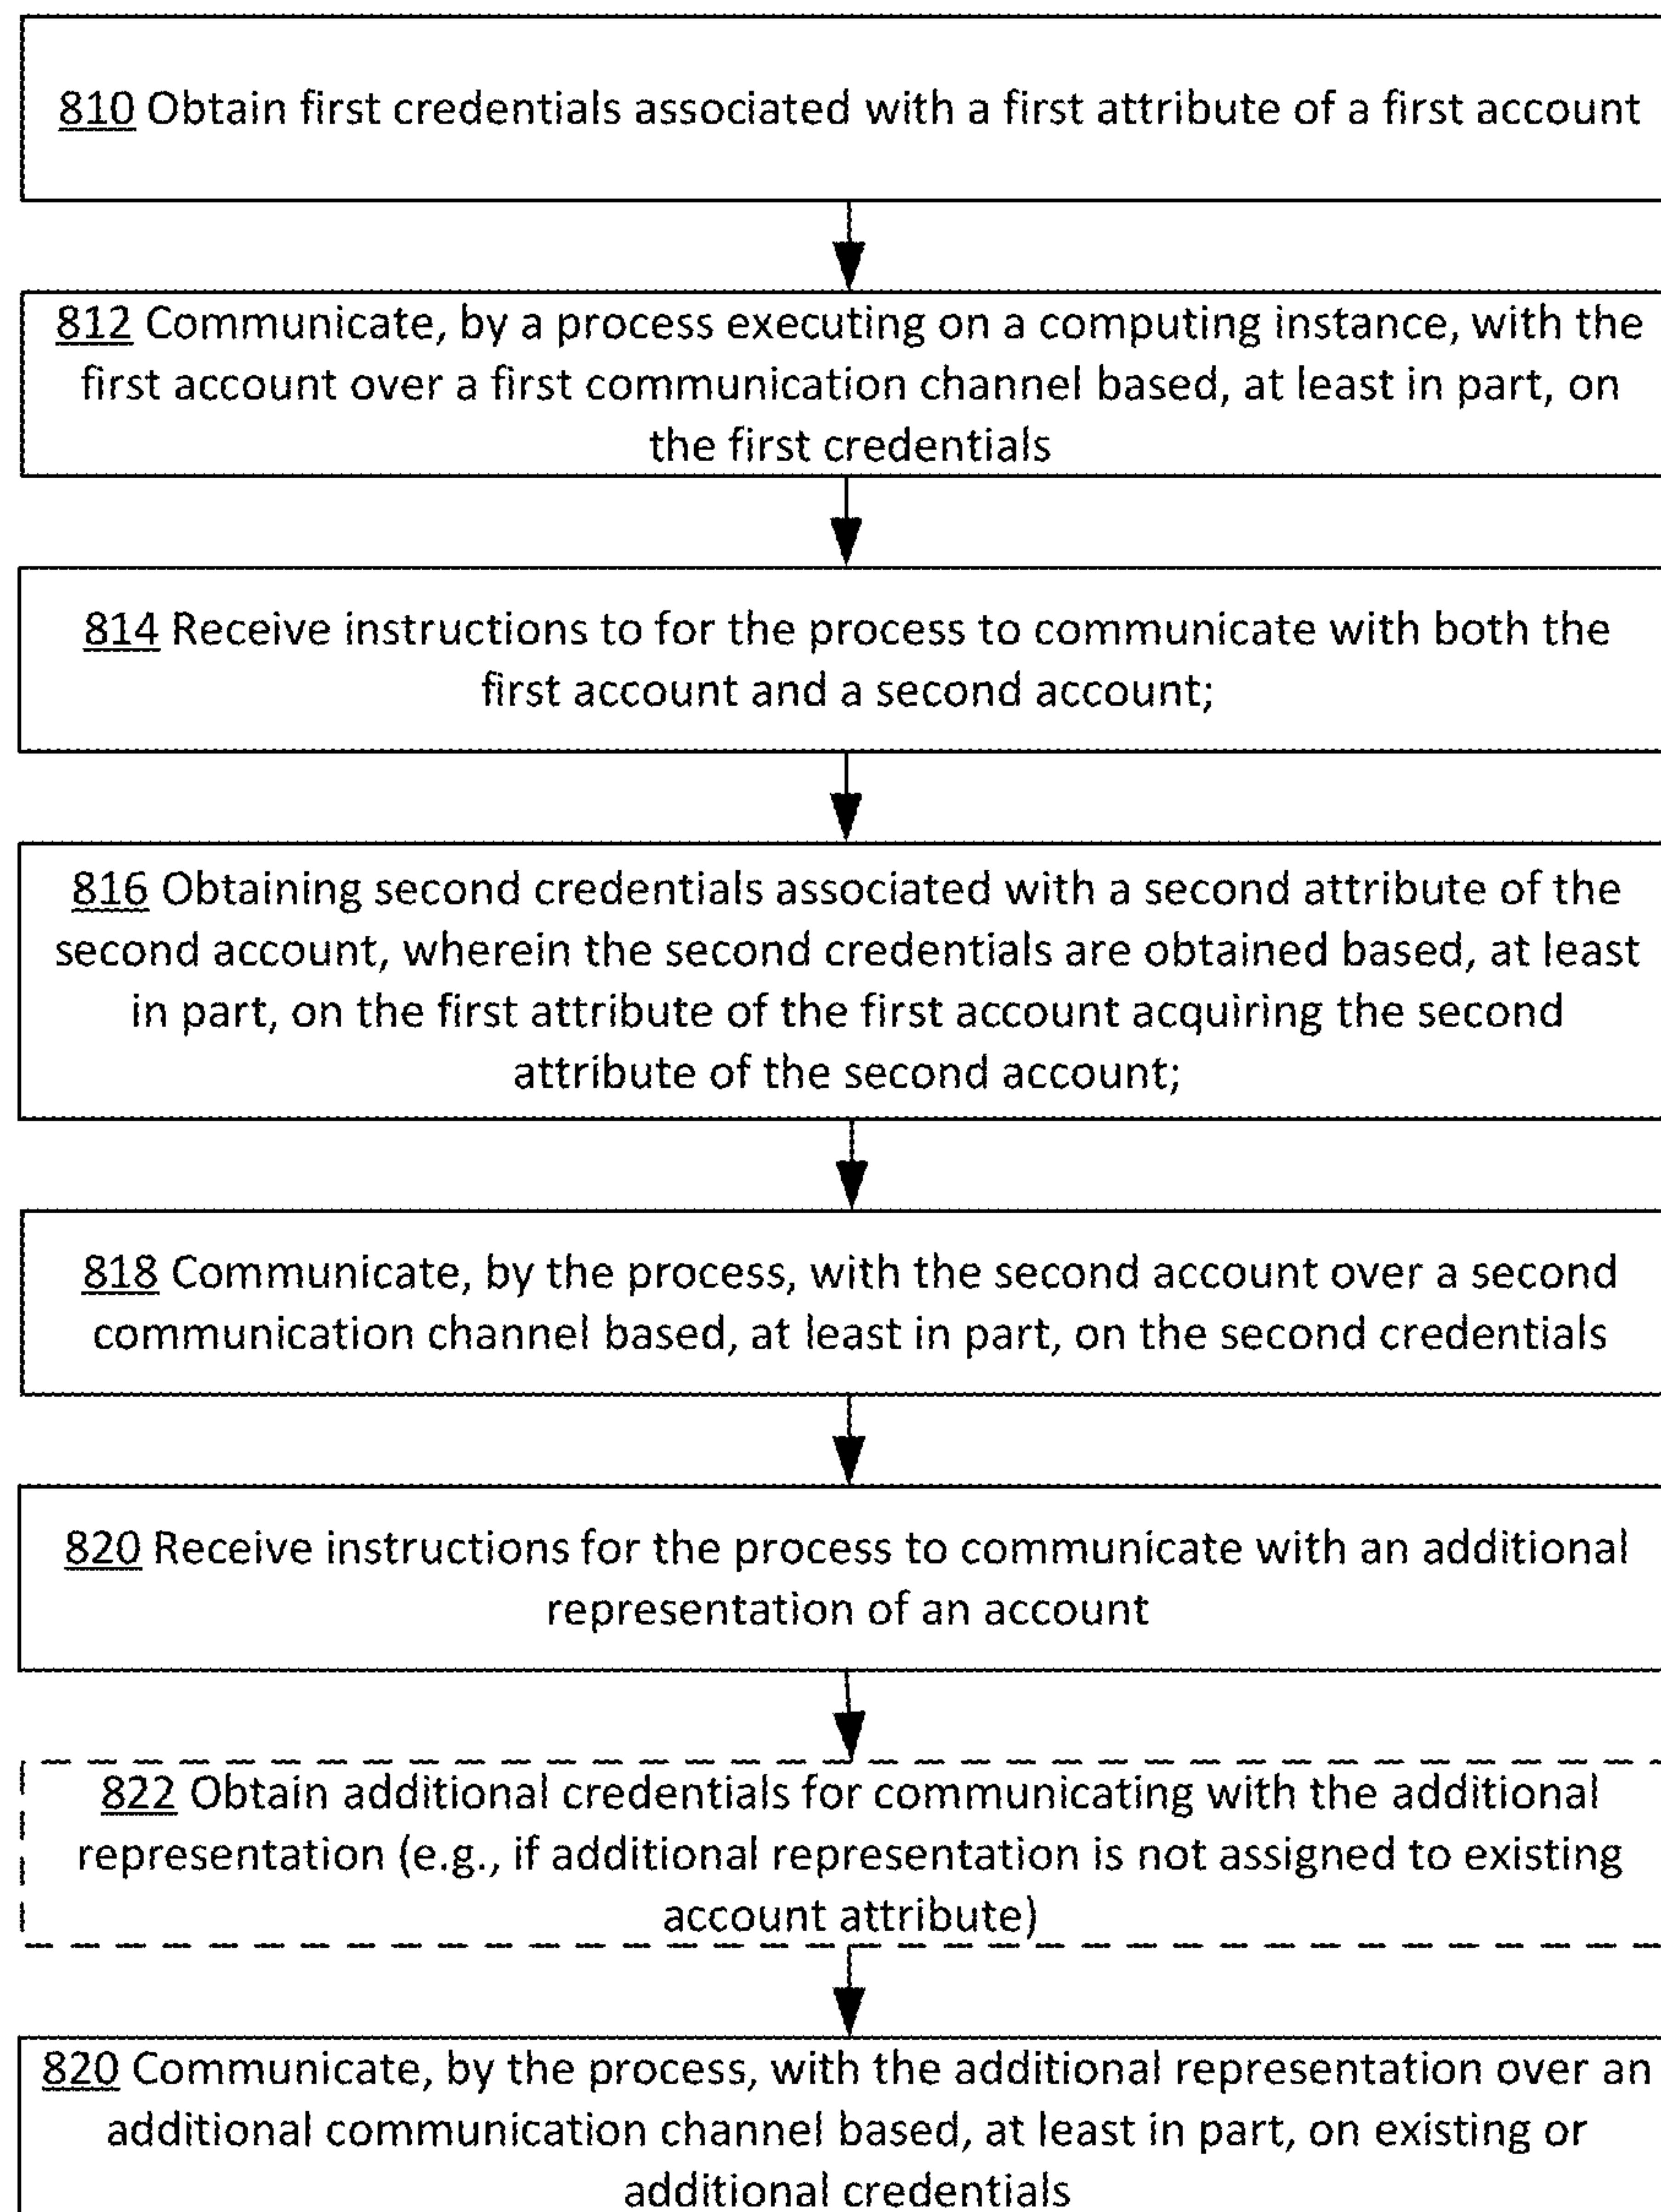 810 Obtain first credentials associated with a first attribute of a first account
812 Communicate, by a process executing on a computing instance, with the
first account over a first communication channel based, at least in part, on
the first credentials
814 Receive instructions to for the process to communicate with both the
first account and a second account;
816 Obtaining second credentials associated with a second attribute of the
second account, wherein the second credentials are obtained based, at least
in part, on the first attribute of the first account acquiring the second
attribute of the second account;
818 Communicate, by the process, with the second account over a second
communication channel based, at least in part, on the second credentials
820 Receive instructions for the process to communicate with an additional
representation of an account
822 Obtain additional credentials for communicating with the additional
representation (e.g., if additional representation is not assigned to existing
account attribute)
820 Communicate, by the process, with the additional representation over an
additional communication channel based, at least in part, on existing or
additional credentials